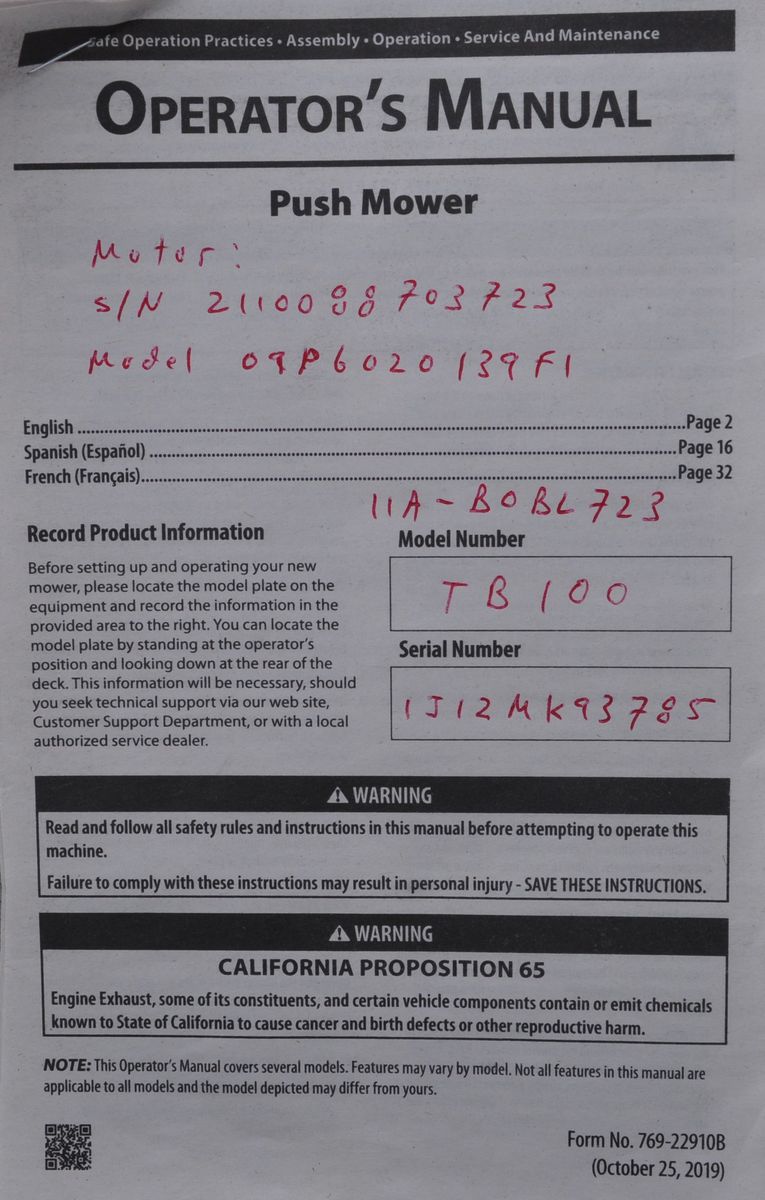 afe Operation Practices • Assembly • Operation • Service And Maintenance
OPERATOR'S MANUAL
Push Mower
Motor:
S/N 2110088703723
Model 09P6020139F1
English ........ Page 2
Spanish (Español) ........ Page 16
French (Français) ........ Page 32
11A-B0BL723
Record Product Information
Before setting up and operating your new
mower, please locate the model plate on the
equipment and record the information in the
provided area to the right. You can locate the
model plate by standing at the operator's
position and looking down at the rear of the
deck. This information will be necessary, should
you seek technical support via our web site,
Customer Support Department, or with a local
authorized service dealer.
Model Number
TB100
Serial Number
1J12MK93785
⚠ WARNING
Read and follow all safety rules and instructions in this manual before attempting to operate this
machine.
Failure to comply with these instructions may result in personal injury - SAVE THESE INSTRUCTIONS.
⚠ WARNING
CALIFORNIA PROPOSITION 65
Engine Exhaust, some of its constituents, and certain vehicle components contain or emit chemicals
known to State of California to cause cancer and birth defects or other reproductive harm.
NOTE: This Operator's Manual covers several models. Features may vary by model. Not all features in this manual are
applicable to all models and the model depicted may differ from yours.
Form No. 769-22910B
(October 25, 2019)